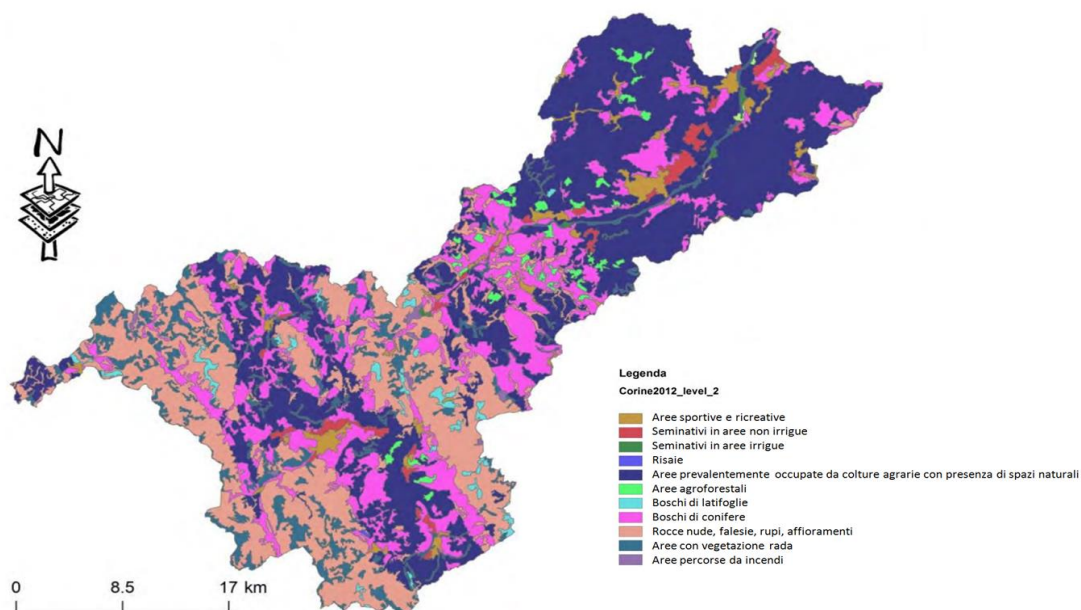 N
Legenda
Corine2012_level_2
Aree sportive e ricreative
Seminativi in aree non irrigue
Seminativi in aree irrigue
Risaie
Aree prevalentemente occupate da colture agrarie con presenza di spazi naturali
Aree agroforestali
Boschi di latifoglie
Boschi di conifere
Rocce nude, falesie, rupi, affioramenti
Aree con vegetazione rada
Aree percorse da incendi
0 8.5 17 km